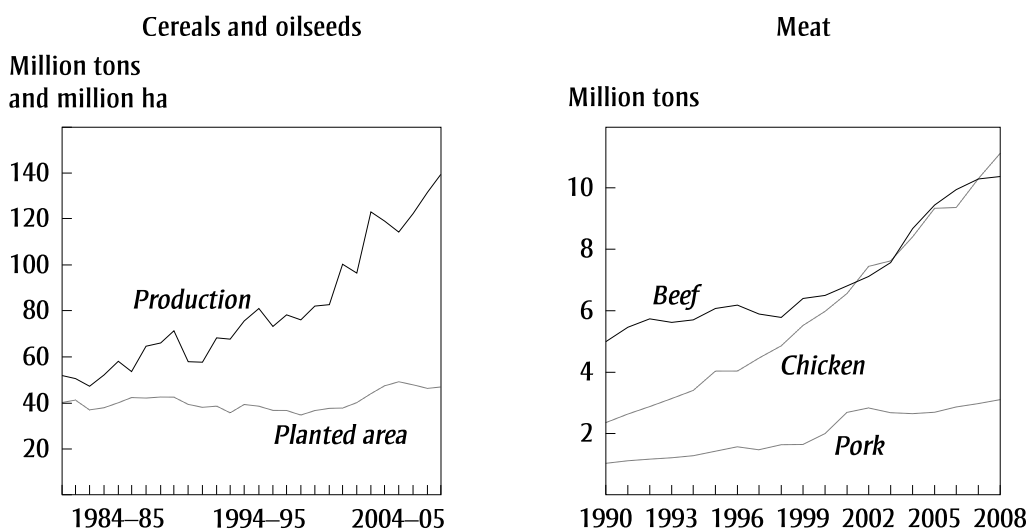 Cereals and oilseeds
Million tons
and million ha
140
120
100
80
60
40
20
Production
Planted area
1984–85 1994–95 2004–05
Meat
Million tons
10
8
6
4
2
Beef
Chicken
Pork
1990 1993 1996 1999 2002 2005 2008